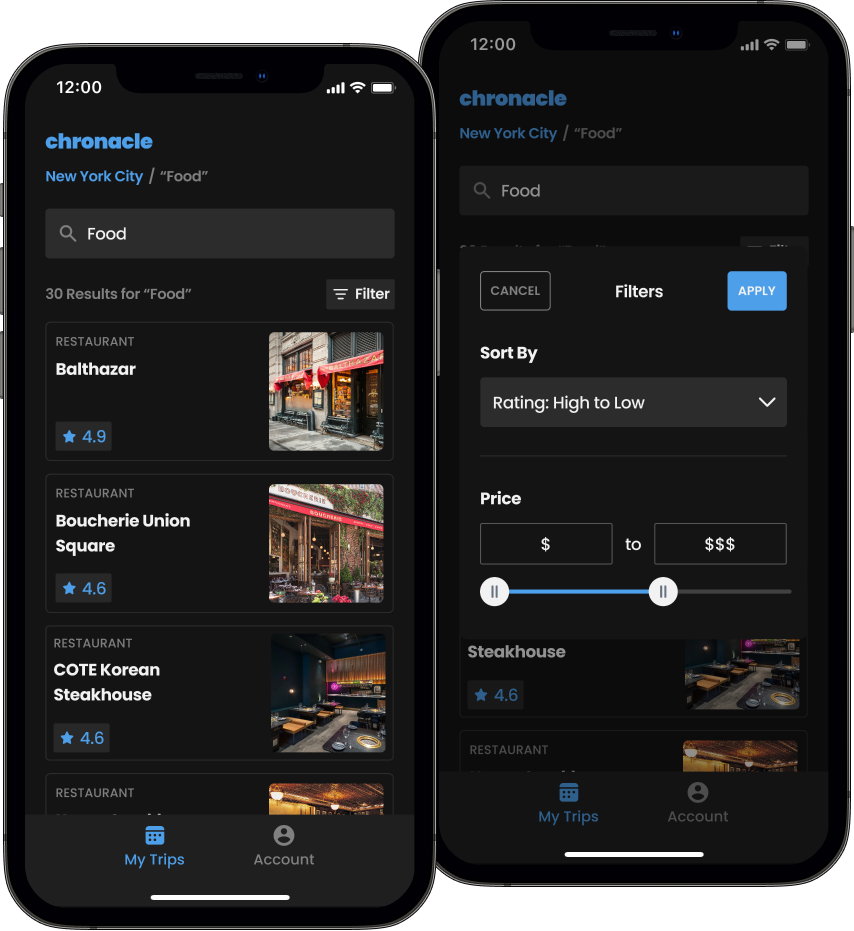 12:00
chronacle
New York City / “Food”
Food
30 Results for “Food”
Filter
RESTAURANT
Balthazar
4.9
BALTHAZAR
RESTAURANT
Boucherie Union
Square
4.6
BOUCHERIE
BOUCHERIE
RESTAURANT
COTE Korean
Steakhouse
4.6
RESTAURANT
My Trips
Account
12:00
chronacle
New York City / “Food”
Food
CANCEL
Filters
APPLY
Sort By
Rating: High to Low
Price
$ to $$$
Steakhouse
4.6
RESTAURANT
My Trips
Account